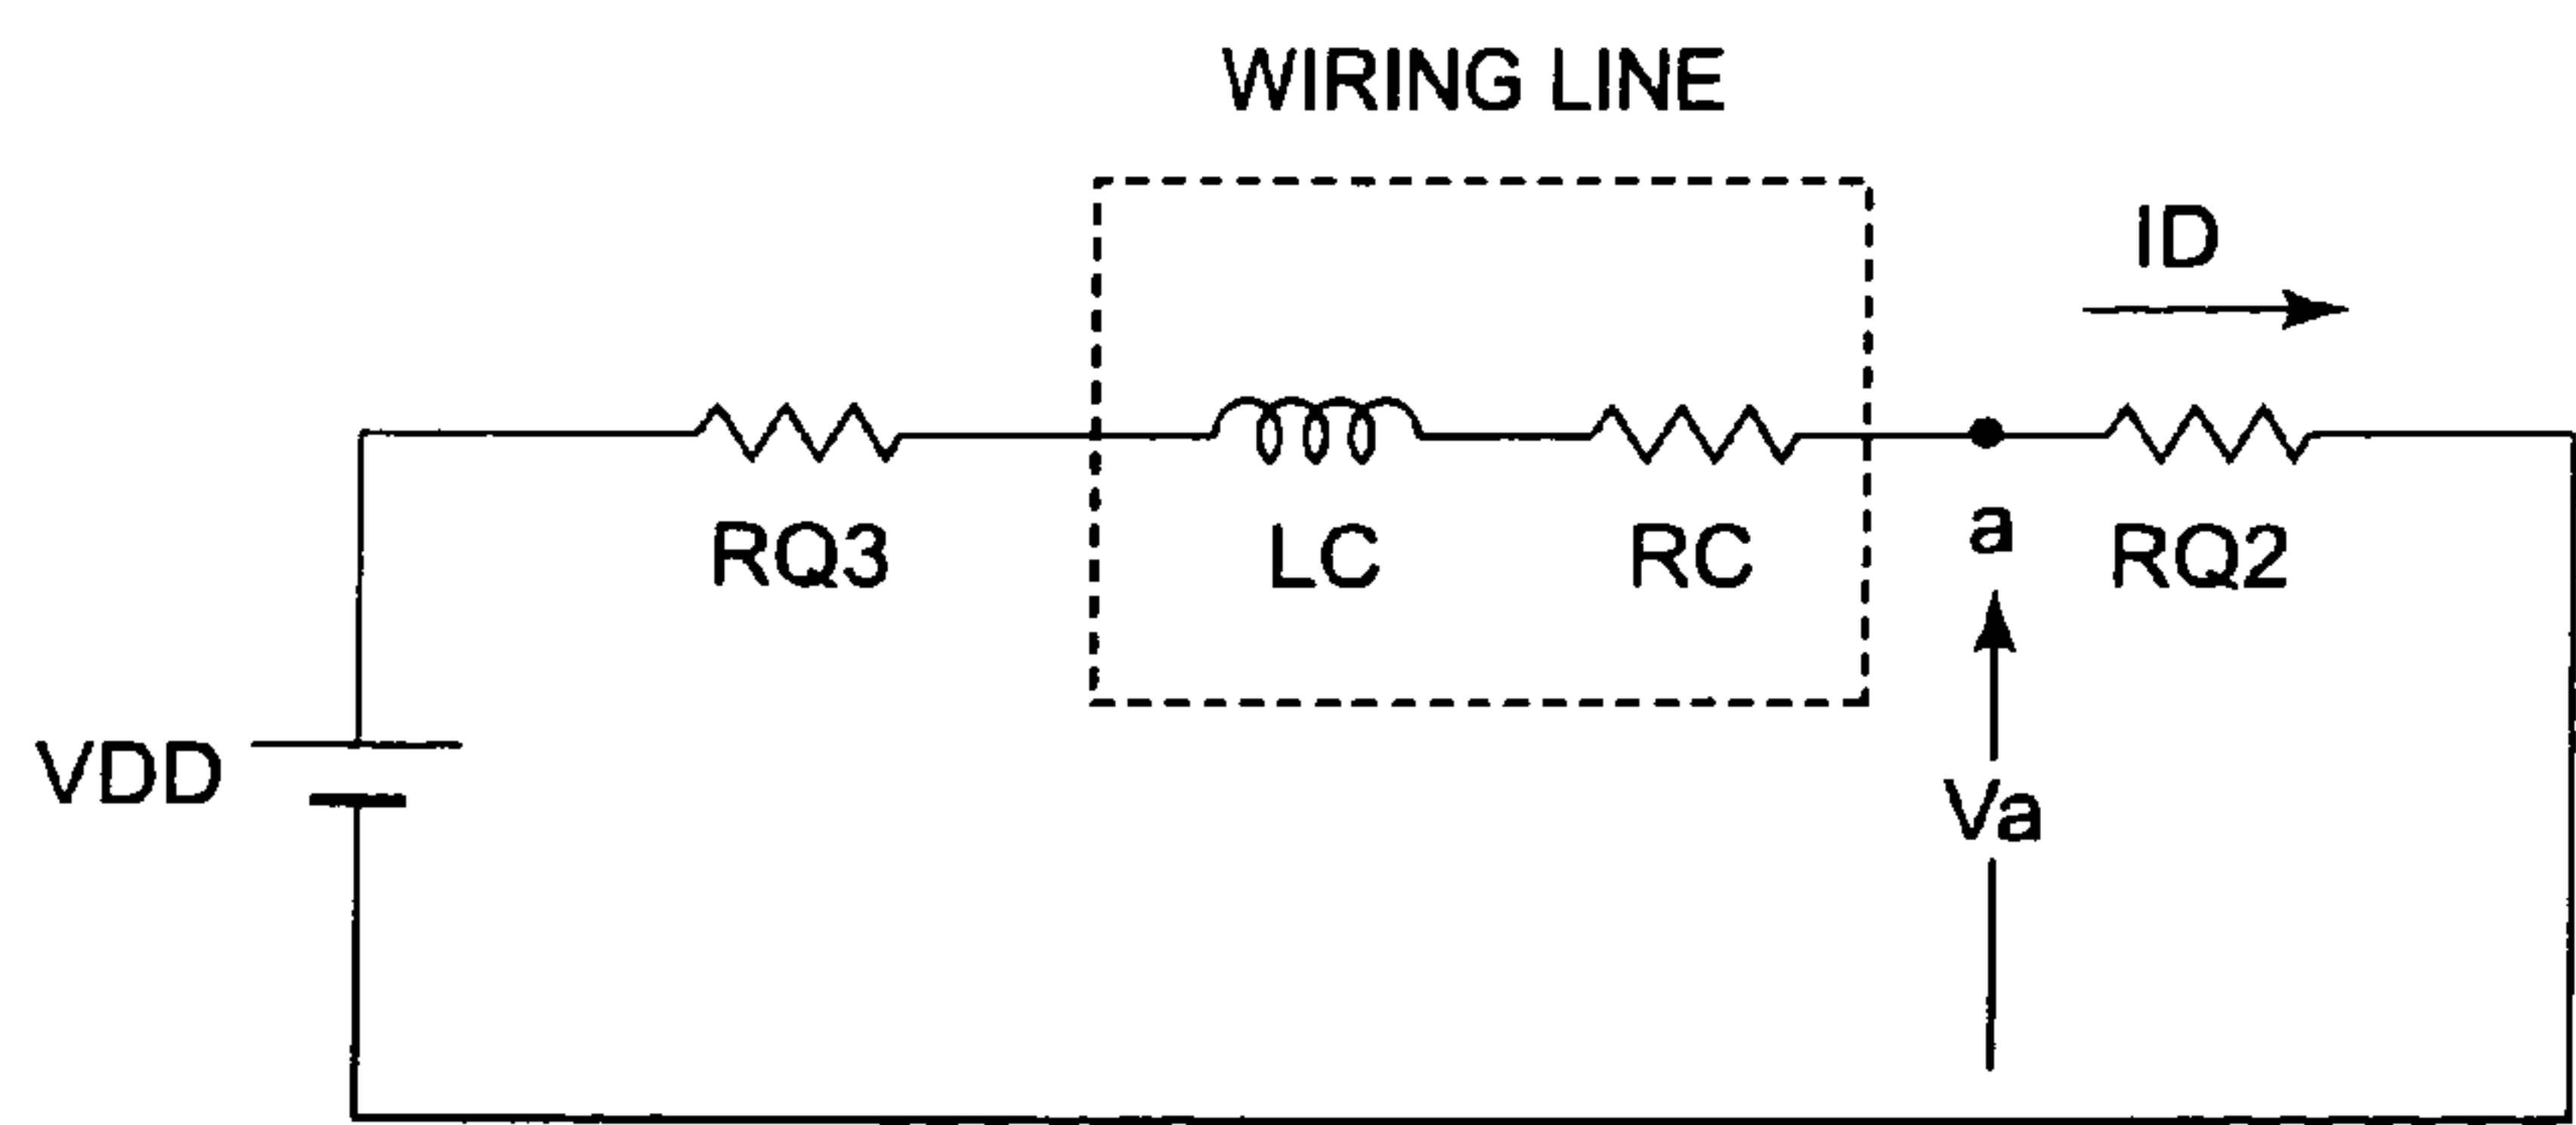 WIRING LINE
ID
RQ3
LC
RC
a
RQ2
VDD
Va